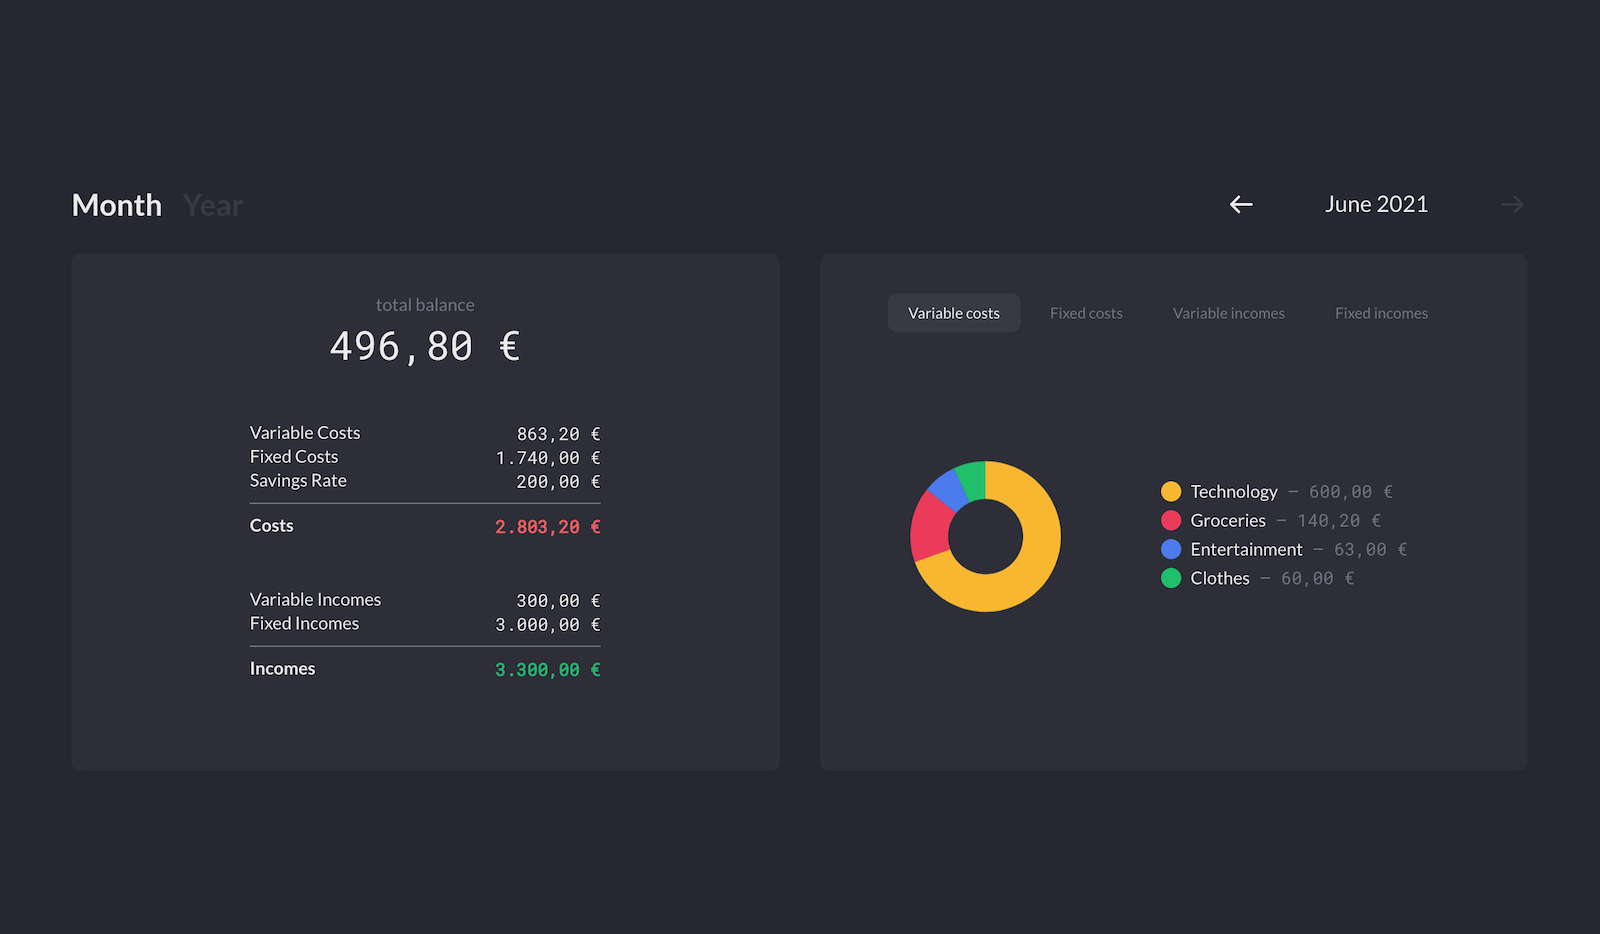 Month Year
June 2021
total balance
496,80 €
Variable Costs 863,20 €
Fixed Costs 1.740,00 €
Savings Rate 200,00 €
Costs 2.803,20 €
Variable Incomes 300,00 €
Fixed Incomes 3.000,00 €
Incomes 3.300,00 €
Variable costs Fixed costs Variable incomes Fixed incomes
Technology – 600,00 €
Groceries – 140,20 €
Entertainment – 63,00 €
Clothes – 60,00 €